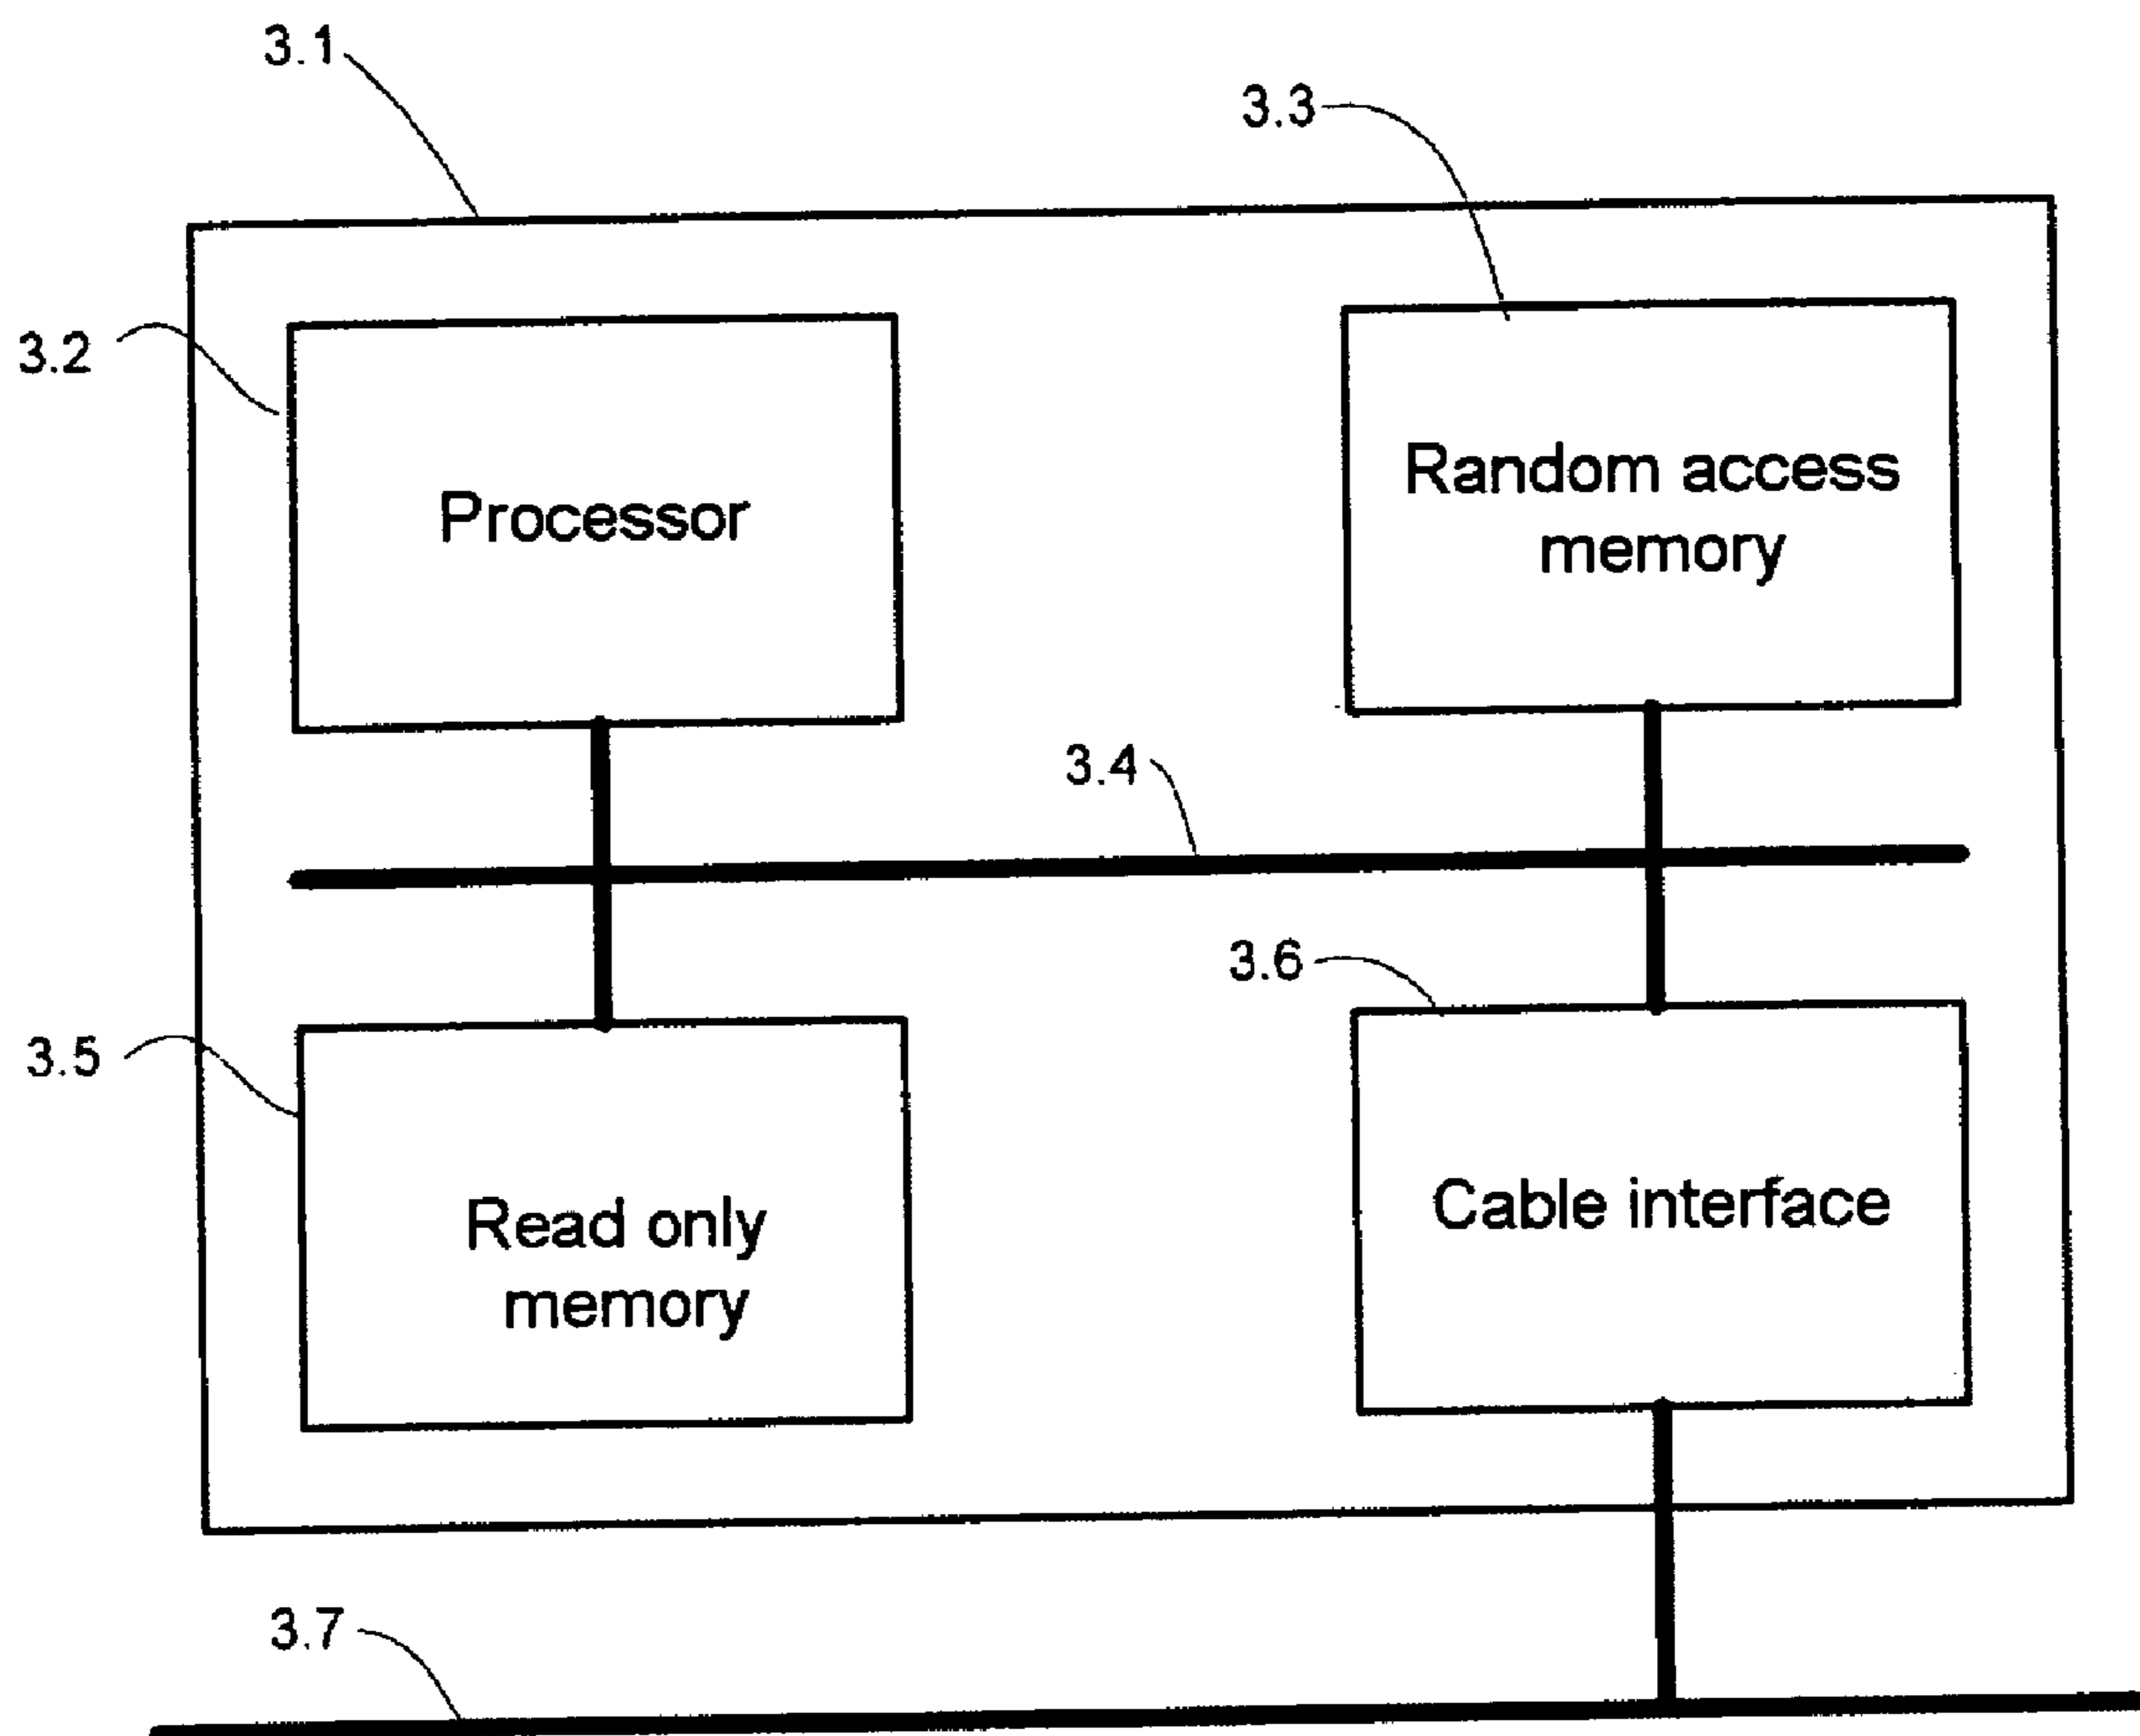 3.1
3.3
3.2
Processor
Random access
memory
3.4
3.6
3.5
Read only
memory
Cable interface
3.7